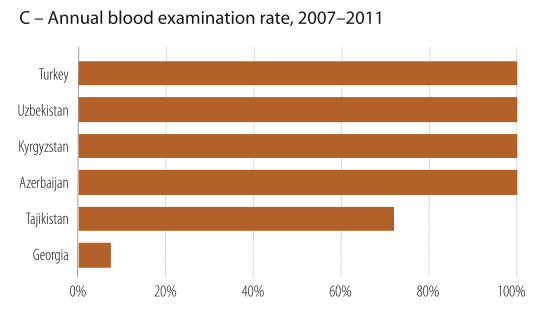 C – Annual blood examination rate, 2007–2011
Turkey
Uzbekistan
Kyrgyzstan
Azerbaijan
Tajikistan
Georgia
0% 20% 40% 60% 80% 100%